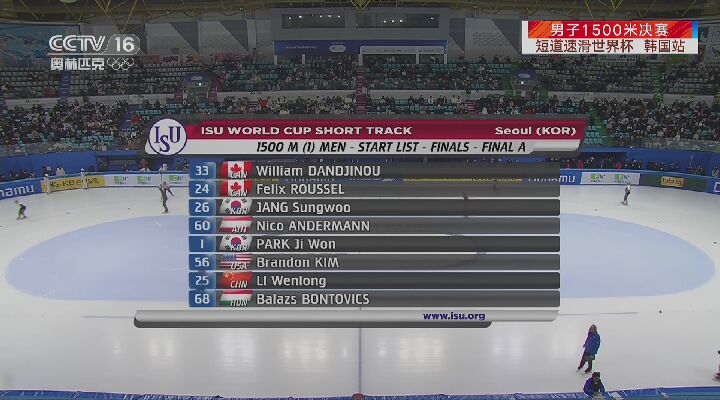 CCTV 16
奥林匹克
男子1500米决赛
短道速滑世界杯 韩国站
ISU
ISU WORLD CUP SHORT TRACK Seoul (KOR)
1500 M (1) MEN - START LIST - FINALS - FINAL A
33 CAN William DANDJINOU
24 CAN Felix ROUSSEL
26 KOR JANG Sungwoo
60 AUT Nico ANDERMANN
1 KOR PARK Ji Won
56 USA Brandon KIM
25 CHN LI Wenlong
68 HUN Balazs BONTOVICS
www.isu.org